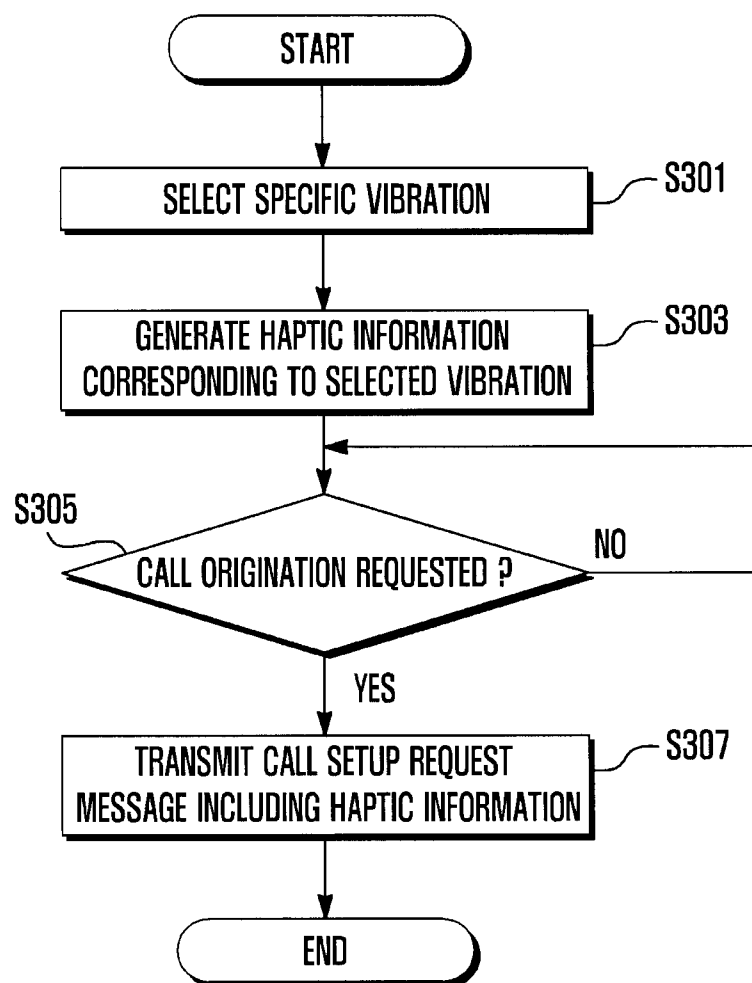 START
SELECT SPECIFIC VIBRATION
S301
GENERATE HAPTIC INFORMATION
CORRESPONDING TO SELECTED VIBRATION
S303
S305
CALL ORIGINATION REQUESTED ?
NO
YES
TRANSMIT CALL SETUP REQUEST
MESSAGE INCLUDING HAPTIC INFORMATION
S307
END